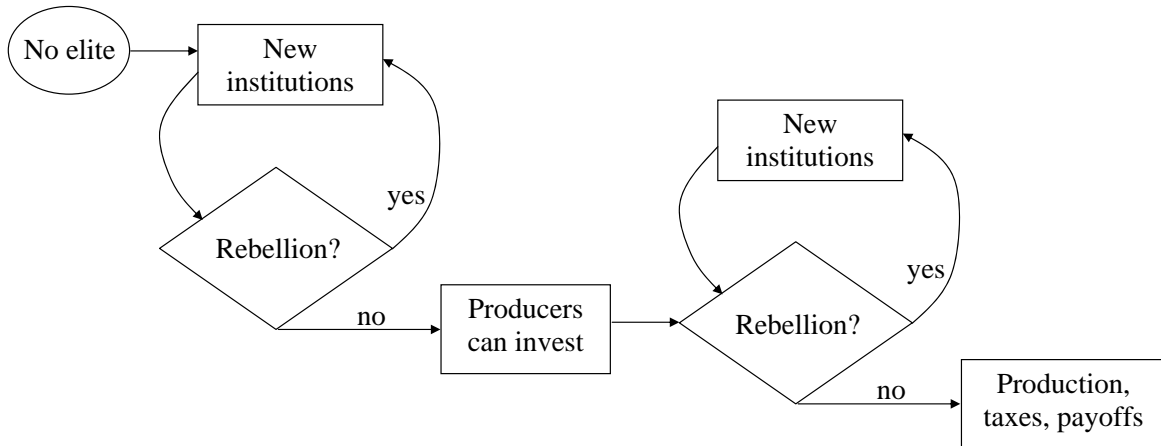 No elite
New
institutions
yes
Rebellion?
no
Producers
can invest
New
institutions
yes
Rebellion?
no
Production,
taxes, payoffs